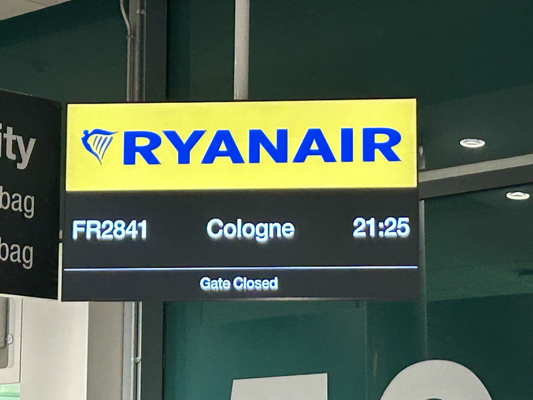 RYANAIR
FR2841 Cologne 21:25
Gate Closed
ity
bag
bag